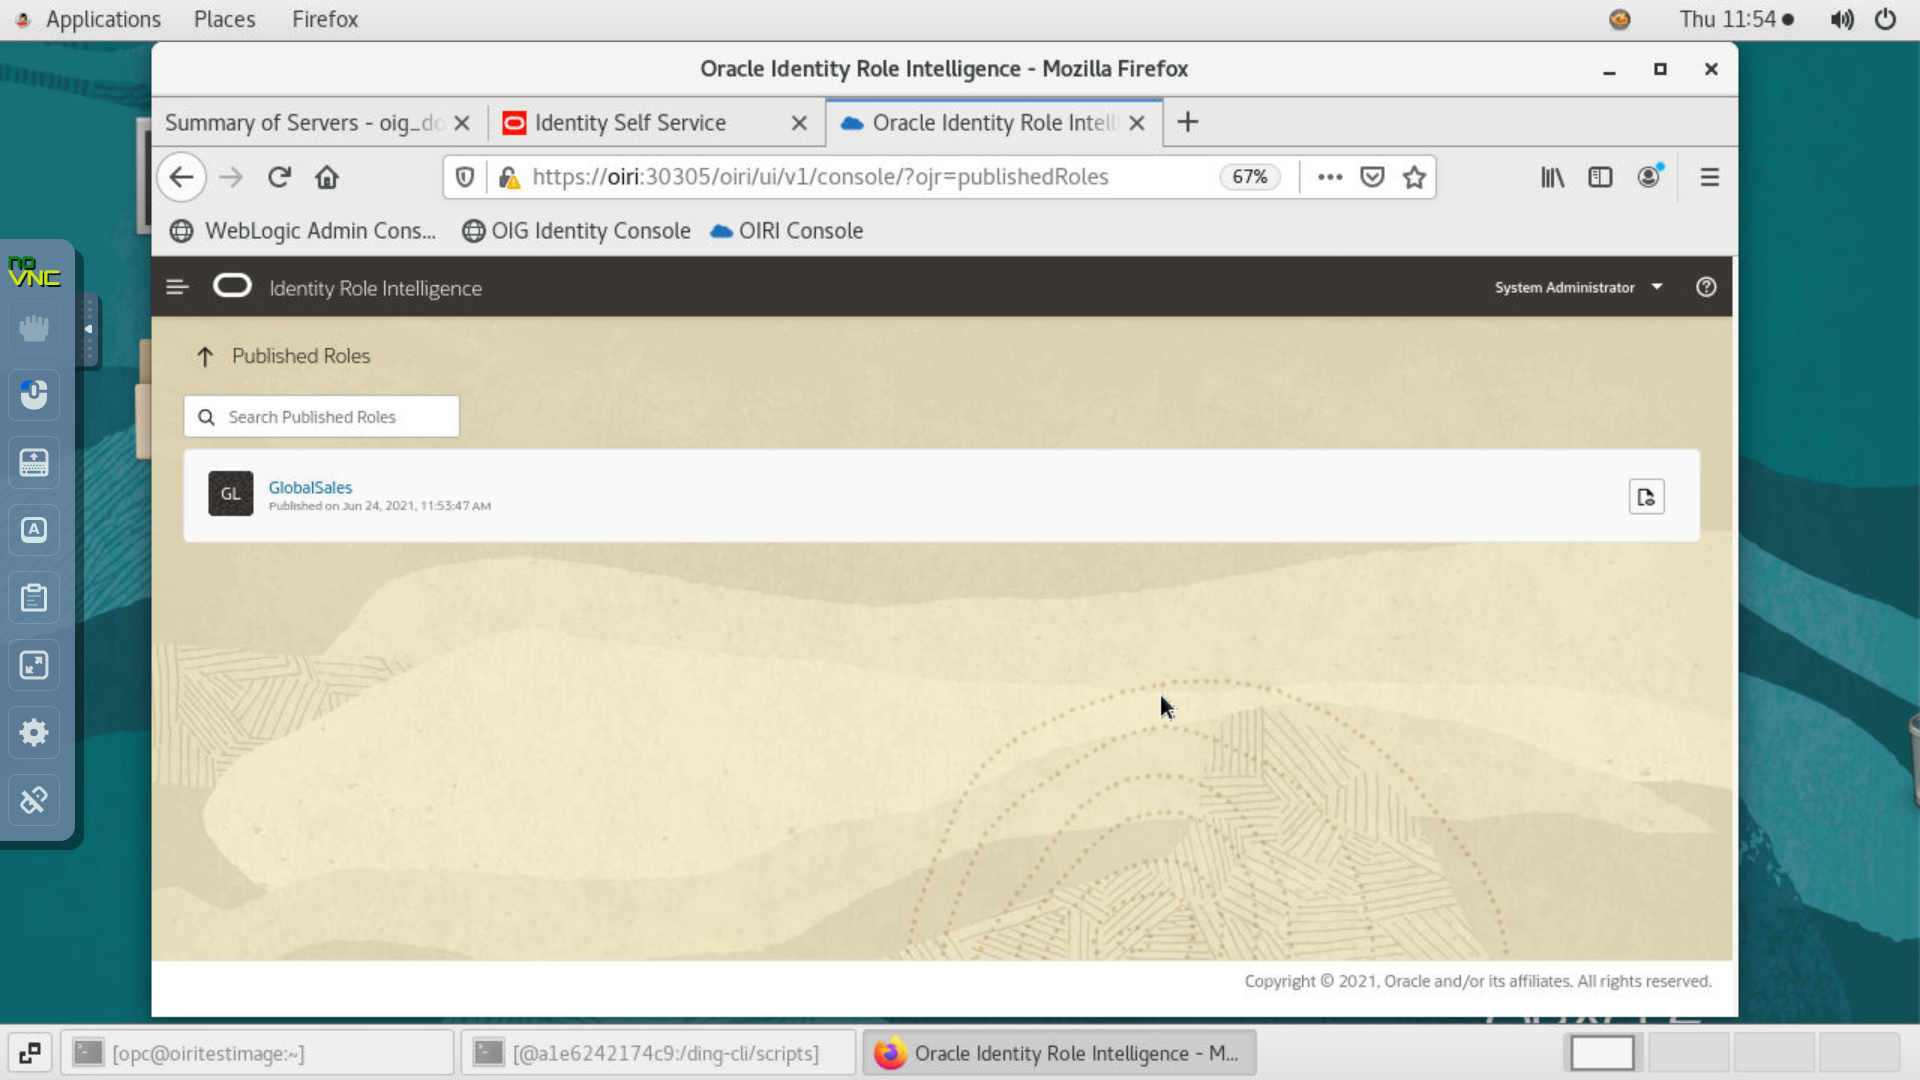 Applications Places Firefox Thu 11:54
Oracle Identity Role Intelligence - Mozilla Firefox
Summary of Servers - oig_do Identity Self Service Oracle Identity Role Intell
https://oiri:30305/oiri/ui/v1/console/?ojr=publishedRoles 67%
WebLogic Admin Cons... OIG Identity Console OIRI Console
no
VNC
Identity Role Intelligence System Administrator
Published Roles
Search Published Roles
GL GlobalSales
Published on Jun 24, 2021, 11:53:47 AM
A
Copyright © 2021, Oracle and/or its affiliates. All rights reserved.
[opc@oiritestimage:~] [@a1e6242174c9:/ding-cli/scripts] Oracle Identity Role Intelligence - M...